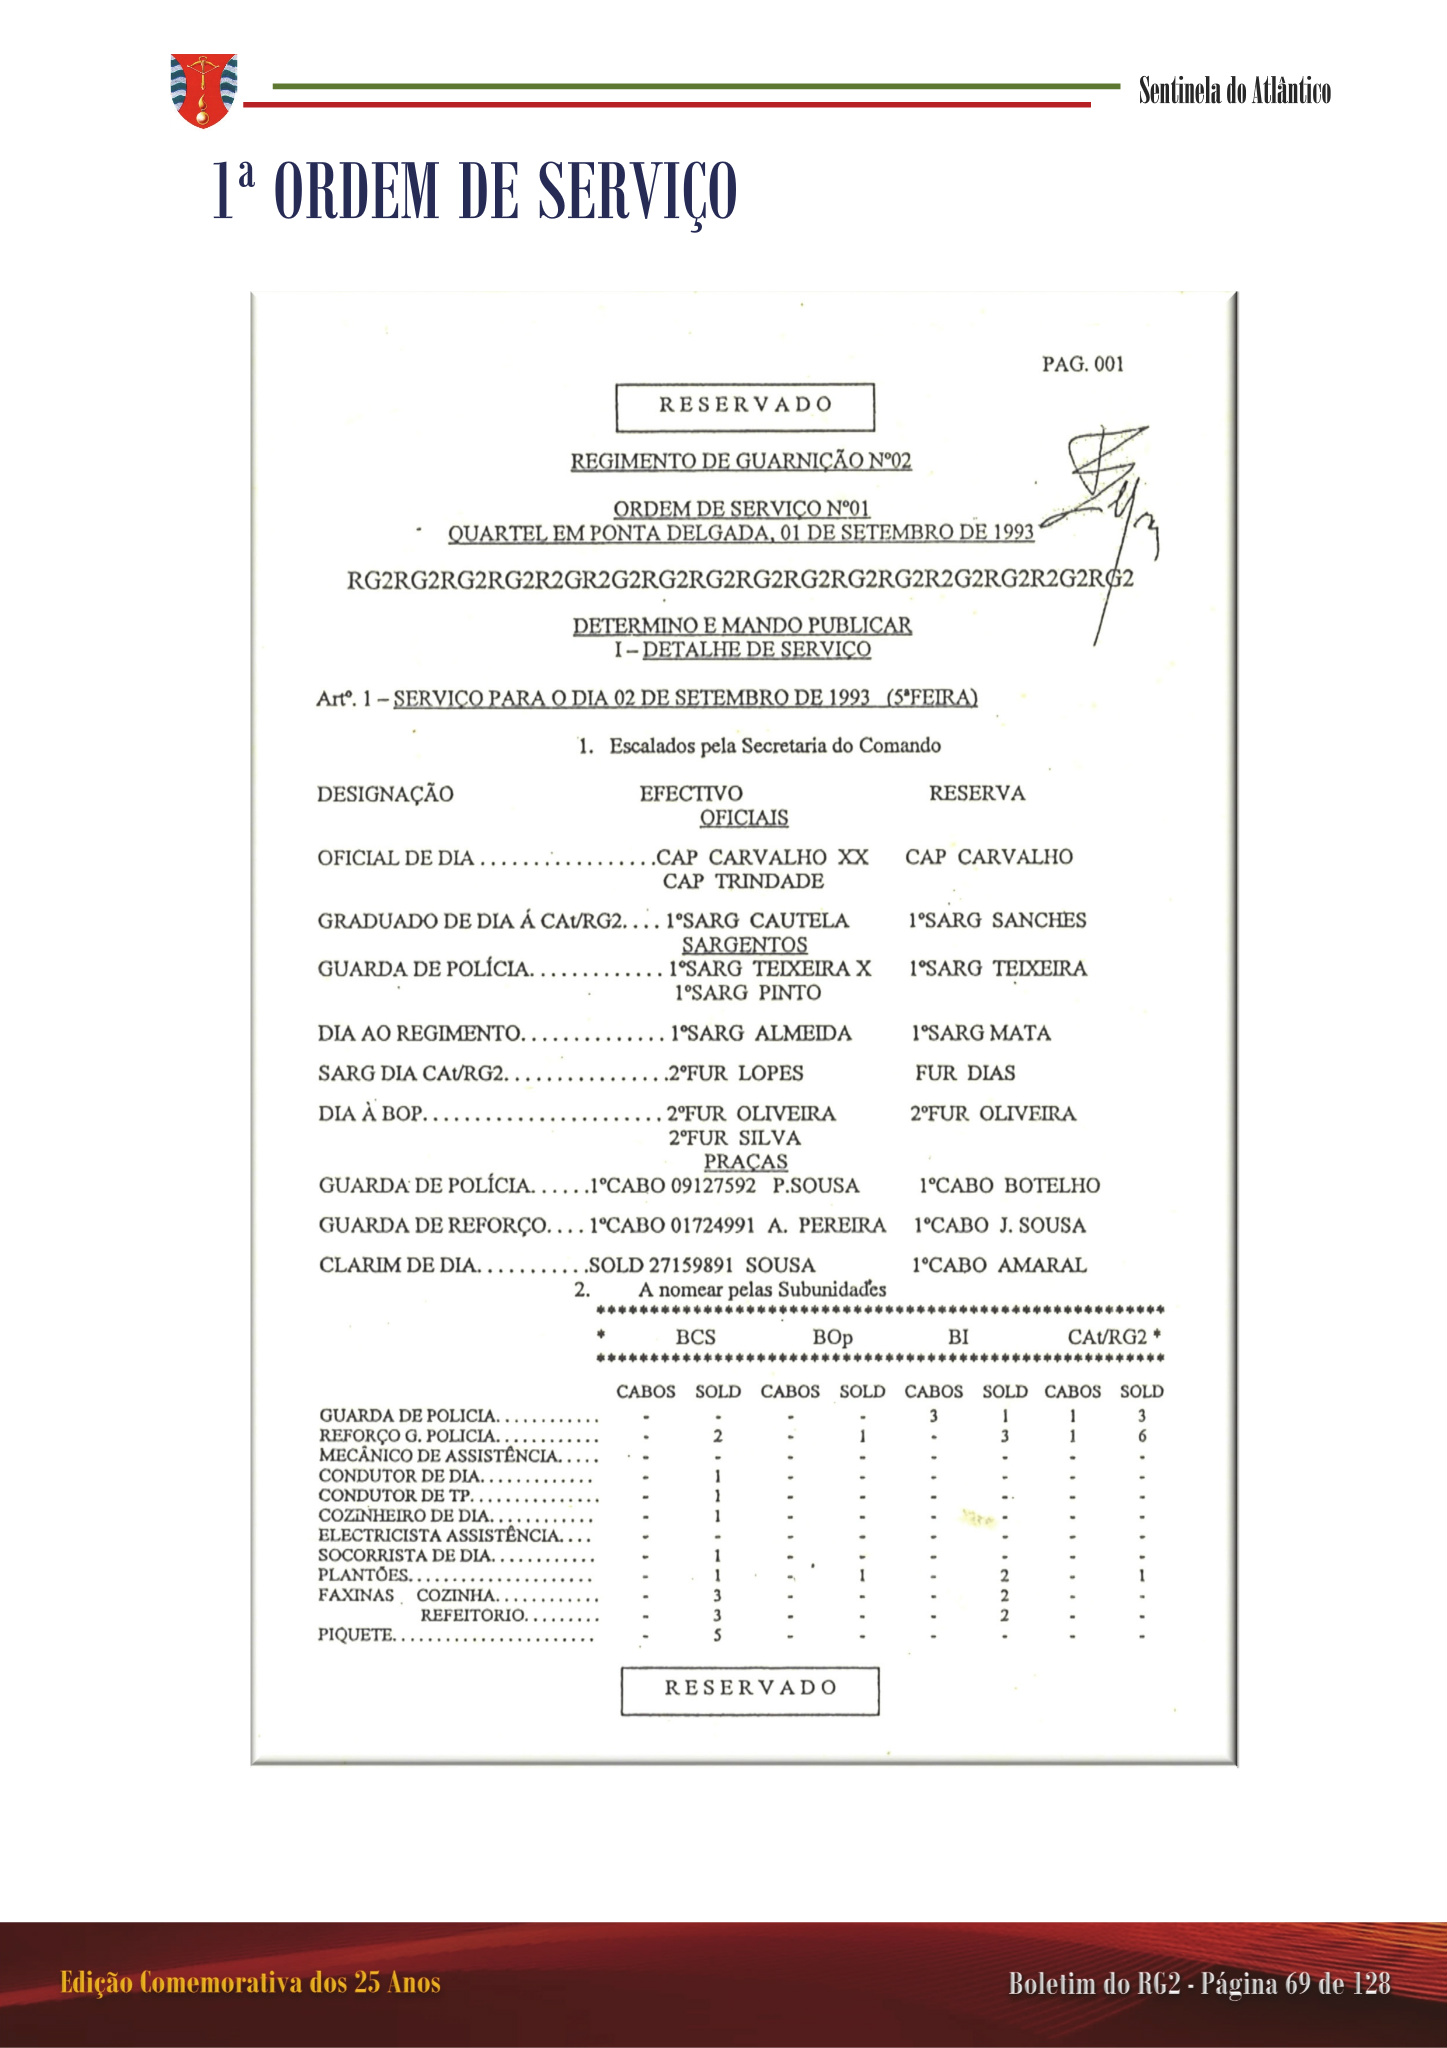 Sentinela do Atlântico
1ª ORDEM DE SERVIÇO
PAG. 001
RESERVADO
REGIMENTO DE GUARNIÇÃO Nº02
ORDEM DE SERVIÇO Nº01
QUARTEL EM PONTA DELGADA, 01 DE SETEMBRO DE 1993
RG2RG2RG2RG2R2GR2G2RG2RG2RG2RG2RG2RG2R2G2RG2R2G2RG2
DETERMINO E MANDO PUBLICAR
I – DETALHE DE SERVIÇO
Artº. 1 – SERVIÇO PARA O DIA 02 DE SETEMBRO DE 1993 (5ªFEIRA)
1. Escalados pela Secretaria do Comando
DESIGNAÇÃO EFECTIVO RESERVA
OFICIAIS
OFICIAL DE DIA . . . . . . . . . . . . . . . . .CAP CARVALHO XX CAP CARVALHO
CAP TRINDADE
GRADUADO DE DIA Á CAt/RG2. . . . 1ºSARG CAUTELA 1ºSARG SANCHES
SARGENTOS
GUARDA DE POLÍCIA. . . . . . . . . . . . . 1ºSARG TEIXEIRA X 1ºSARG TEIXEIRA
1ºSARG PINTO
DIA AO REGIMENTO. . . . . . . . . . . . . . 1ºSARG ALMEIDA 1ºSARG MATA
SARG DIA CAt/RG2. . . . . . . . . . . . . . . .2ºFUR LOPES FUR DIAS
DIA À BOP. . . . . . . . . . . . . . . . . . . . . . . 2ºFUR OLIVEIRA 2ºFUR OLIVEIRA
2ºFUR SILVA
PRAÇAS
GUARDA DE POLÍCIA. . . . . .1ºCABO 09127592 P.SOUSA 1ºCABO BOTELHO
GUARDA DE REFORÇO. . . . 1ºCABO 01724991 A. PEREIRA 1ºCABO J. SOUSA
CLARIM DE DIA. . . . . . . . . . .SOLD 27159891 SOUSA 1ºCABO AMARAL
2. A nomear pelas Subunidades
*****************************************************
* BCS BOp BI CAt/RG2 *
*****************************************************
CABOS SOLD CABOS SOLD CABOS SOLD CABOS SOLD
GUARDA DE POLICIA. . . . . . . . . . . . - - - - 3 1 1 3
REFORÇO G. POLICIA. . . . . . . . . . . . - 2 - 1 - 3 1 6
MECÂNICO DE ASSISTÊNCIA. . . . . - - - - - - - -
CONDUTOR DE DIA. . . . . . . . . . . . . - 1 - - - - - -
CONDUTOR DE TP. . . . . . . . . . . . . . . - 1 - - - - - -
COZINHEIRO DE DIA. . . . . . . . . . . . - 1 - - - - - -
ELECTRICISTA ASSISTÊNCIA. . . . - - - - - - - -
SOCORRISTA DE DIA. . . . . . . . . . . . - 1 - - - - - -
PLANTÕES. . . . . . . . . . . . . . . . . . . . . - 1 - 1 - 2 - 1
FAXINAS COZINHA. . . . . . . . . . . . - 3 - - - 2 - -
REFEITORIO. . . . . . . . . - 3 - - - 2 - -
PIQUETE. . . . . . . . . . . . . . . . . . . . . . . - 5 - - - - - -
RESERVADO
Edição Comemorativa dos 25 Anos
Boletim do RG2 - Página 69 de 128